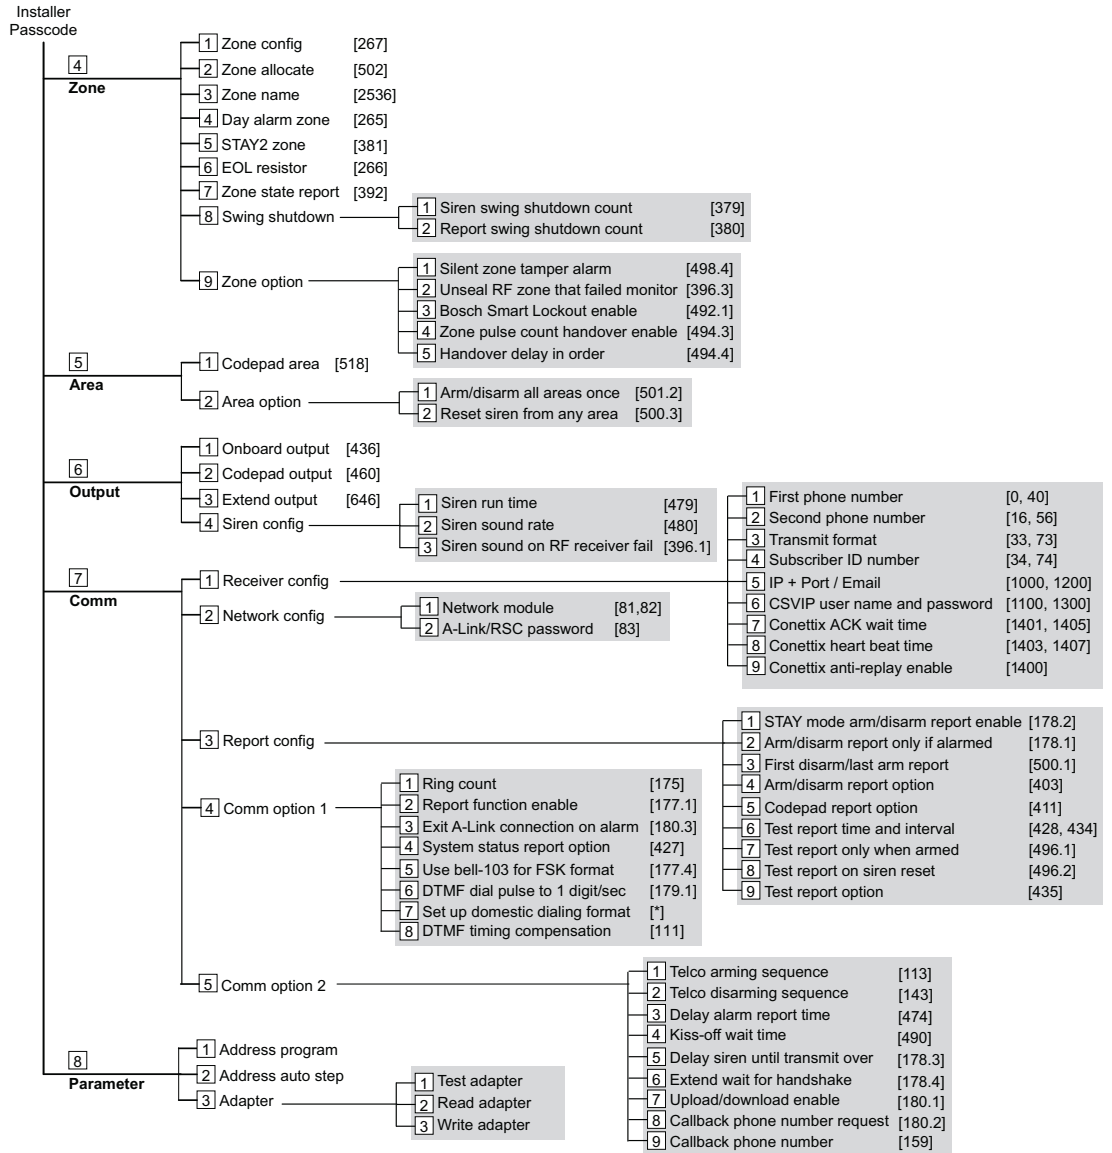 Installer
Passcode
4
Zone
1 Zone config [267]
2 Zone allocate [502]
3 Zone name [2536]
4 Day alarm zone [265]
5 STAY2 zone [381]
6 EOL resistor [266]
7 Zone state report [392]
8 Swing shutdown
1 Siren swing shutdown count [379]
2 Report swing shutdown count [380]
9 Zone option
1 Silent zone tamper alarm [498.4]
2 Unseal RF zone that failed monitor [396.3]
3 Bosch Smart Lockout enable [492.1]
4 Zone pulse count handover enable [494.3]
5 Handover delay in order [494.4]
5
Area
1 Codepad area [518]
2 Area option
1 Arm/disarm all areas once [501.2]
2 Reset siren from any area [500.3]
6
Output
1 Onboard output [436]
2 Codepad output [460]
3 Extend output [646]
4 Siren config
1 Siren run time [479]
2 Siren sound rate [480]
3 Siren sound on RF receiver fail [396.1]
7
Comm
1 Receiver config
1 First phone number [0, 40]
2 Second phone number [16, 56]
3 Transmit format [33, 73]
4 Subscriber ID number [34, 74]
5 IP + Port / Email [1000, 1200]
6 CSVIP user name and password [1100, 1300]
7 Conettix ACK wait time [1401, 1405]
8 Conettix heart beat time [1403, 1407]
9 Conettix anti-replay enable [1400]
2 Network config
1 Network module [81,82]
2 A-Link/RSC password [83]
3 Report config
1 STAY mode arm/disarm report enable [178.2]
2 Arm/disarm report only if alarmed [178.1]
3 First disarm/last arm report [500.1]
4 Arm/disarm report option [403]
5 Codepad report option [411]
6 Test report time and interval [428, 434]
7 Test report only when armed [496.1]
8 Test report on siren reset [496.2]
9 Test report option [435]
4 Comm option 1
1 Ring count [175]
2 Report function enable [177.1]
3 Exit A-Link connection on alarm [180.3]
4 System status report option [427]
5 Use bell-103 for FSK format [177.4]
6 DTMF dial pulse to 1 digit/sec [179.1]
7 Set up domestic dialing format [*]
8 DTMF timing compensation [111]
5 Comm option 2
1 Telco arming sequence [113]
2 Telco disarming sequence [143]
3 Delay alarm report time [474]
4 Kiss-off wait time [490]
5 Delay siren until transmit over [178.3]
6 Extend wait for handshake [178.4]
7 Upload/download enable [180.1]
8 Callback phone number request [180.2]
9 Callback phone number [159]
8
Parameter
1 Address program
2 Address auto step
3 Adapter
1 Test adapter
2 Read adapter
3 Write adapter